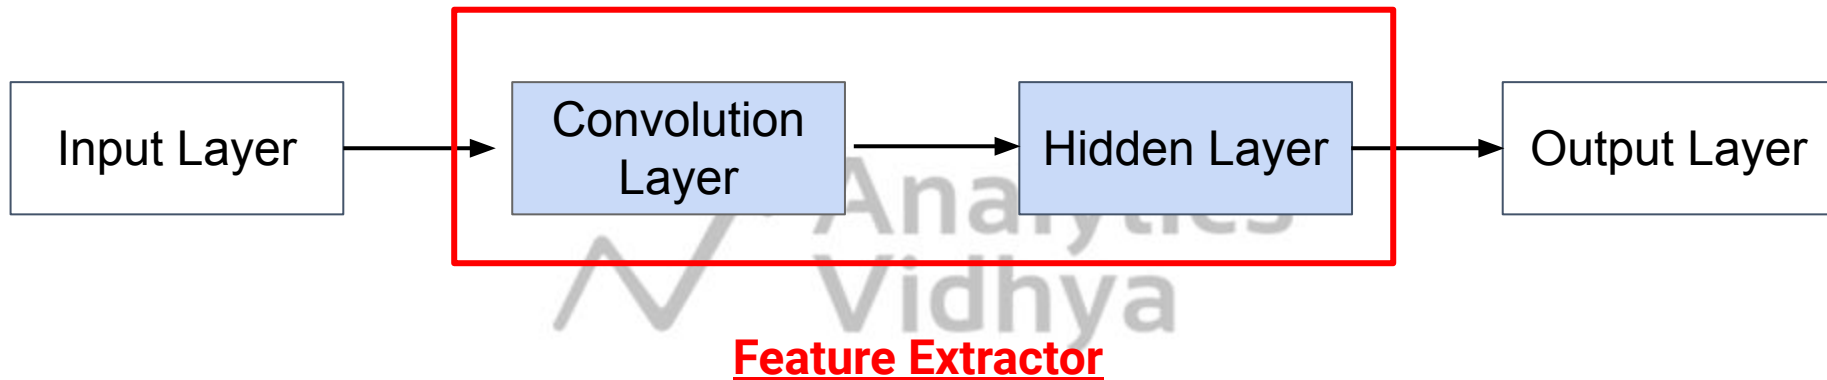 Input Layer
Convolution
Layer
Hidden Layer
Output Layer
Analytics
Vidhya
Feature Extractor